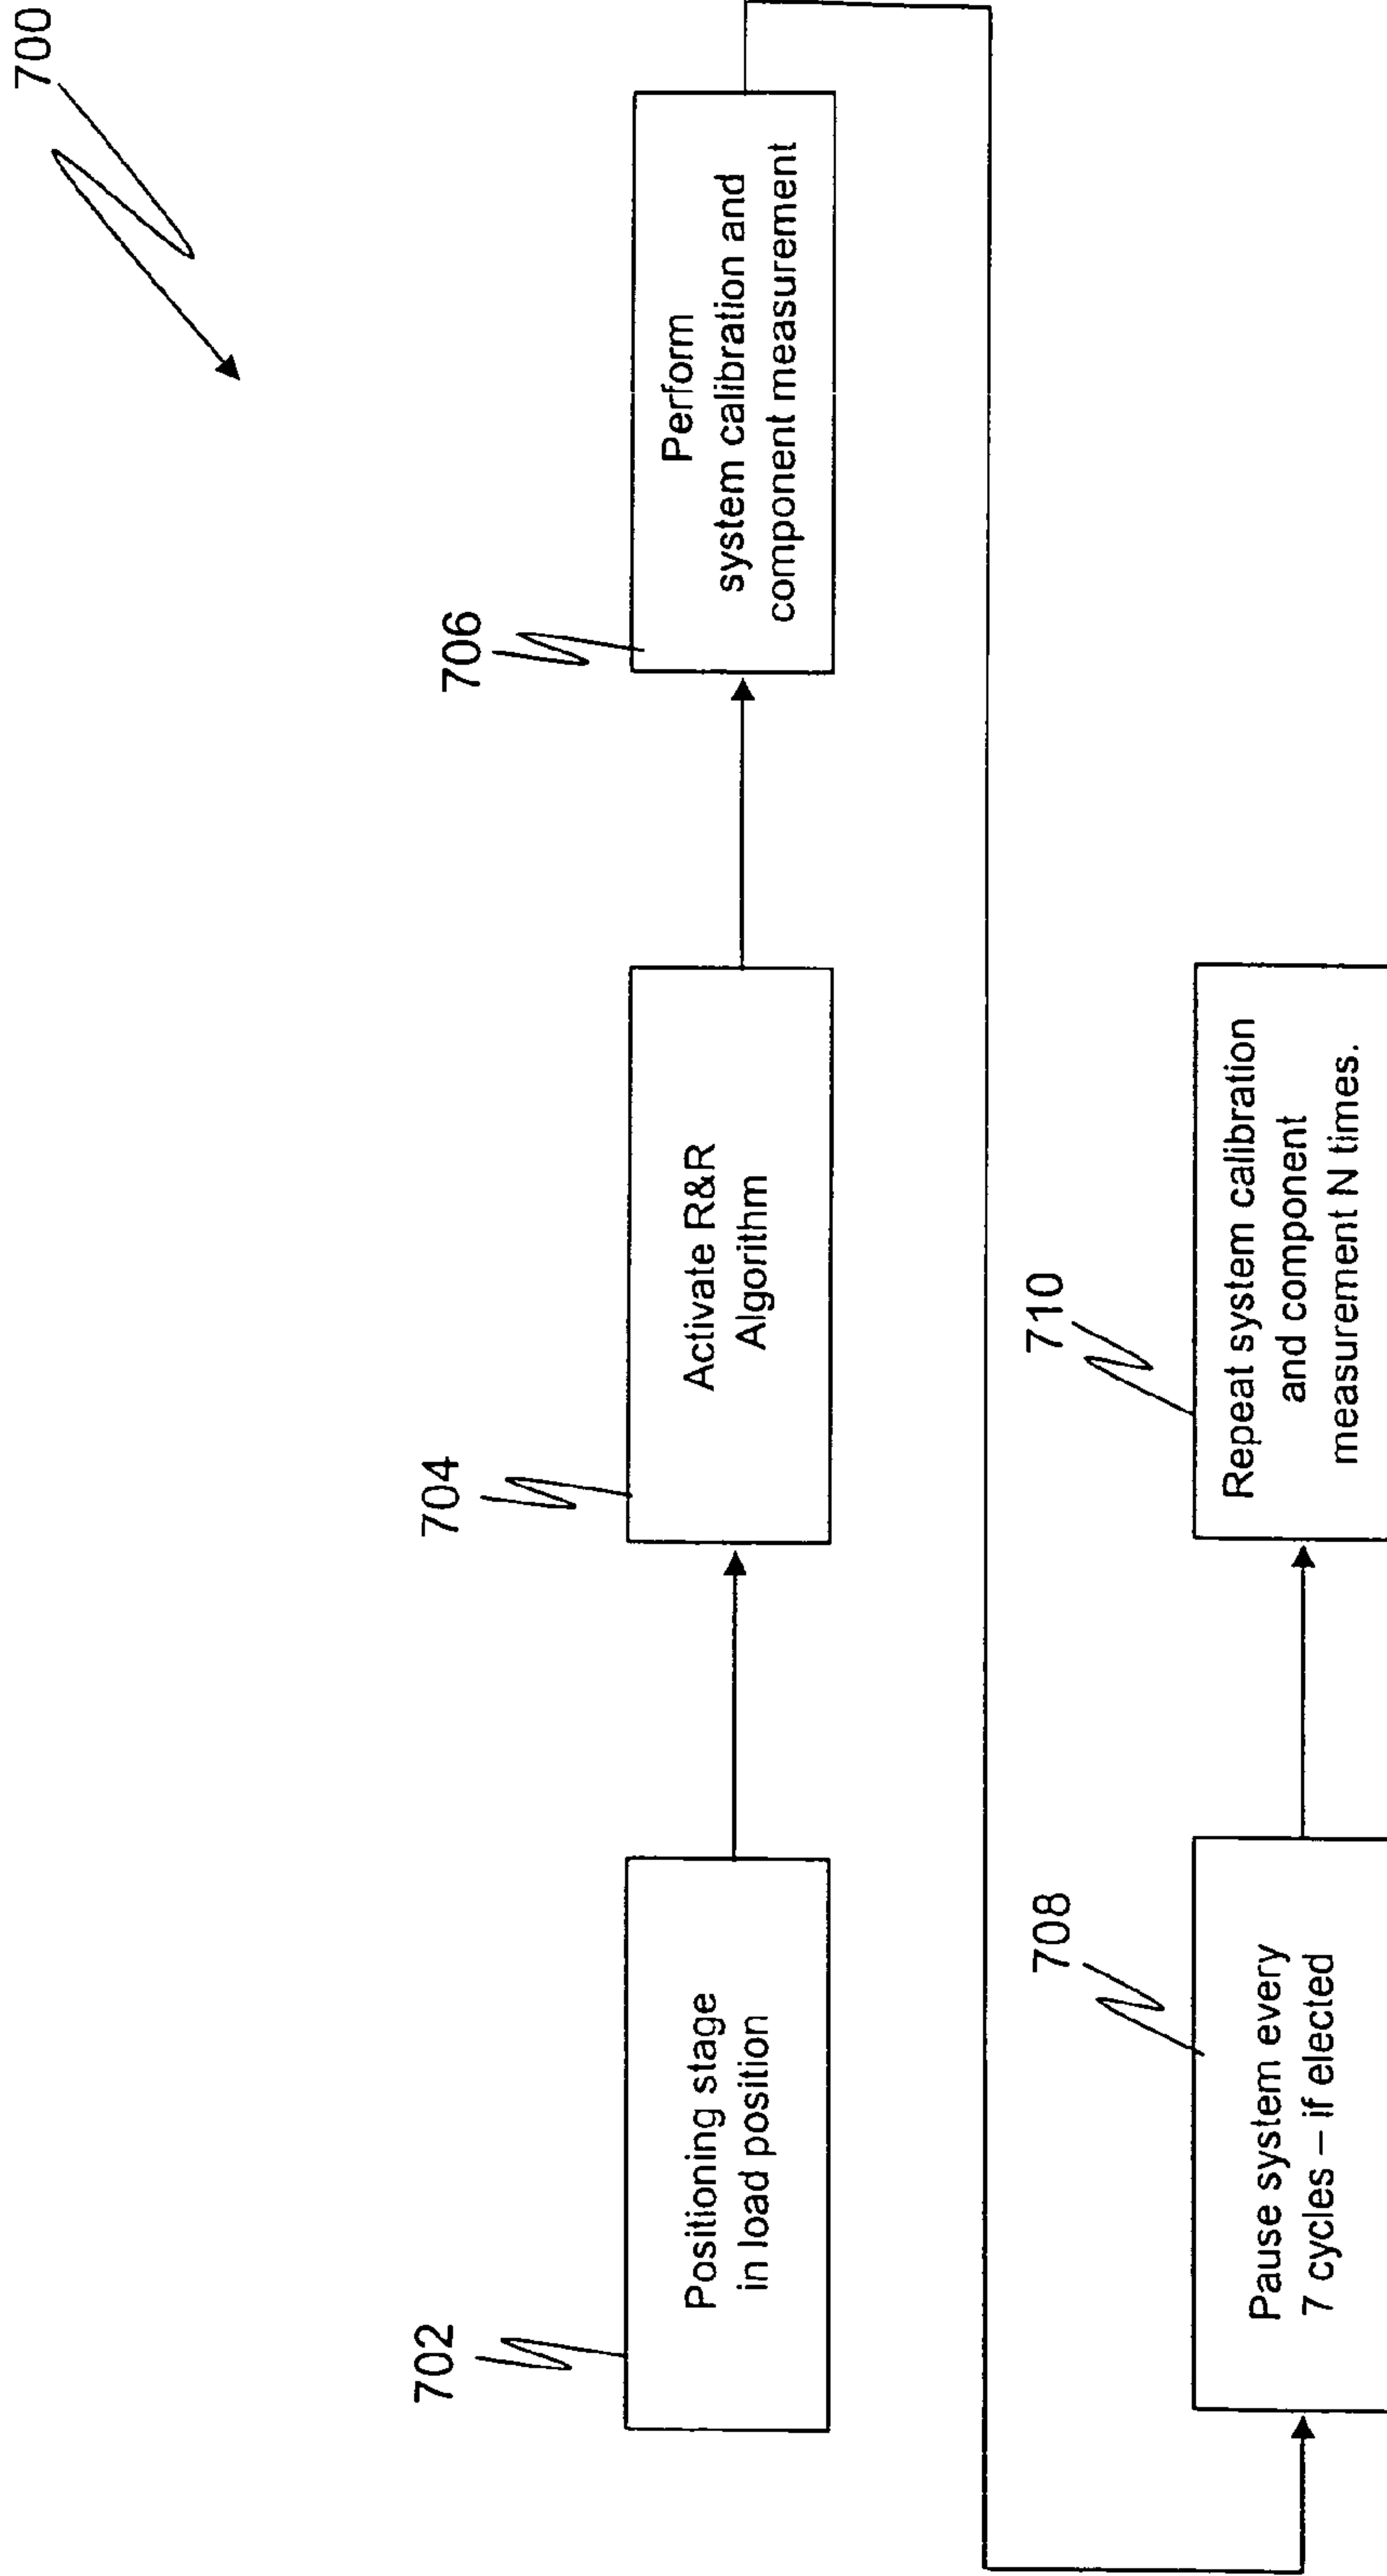 700
702
Positioning stage
in load position
704
Activate R&R
Algorithm
706
Perform
system calibration and
component measurement
708
Pause system every
7 cycles – if elected
710
Repeat system calibration
and component
measurement N times.